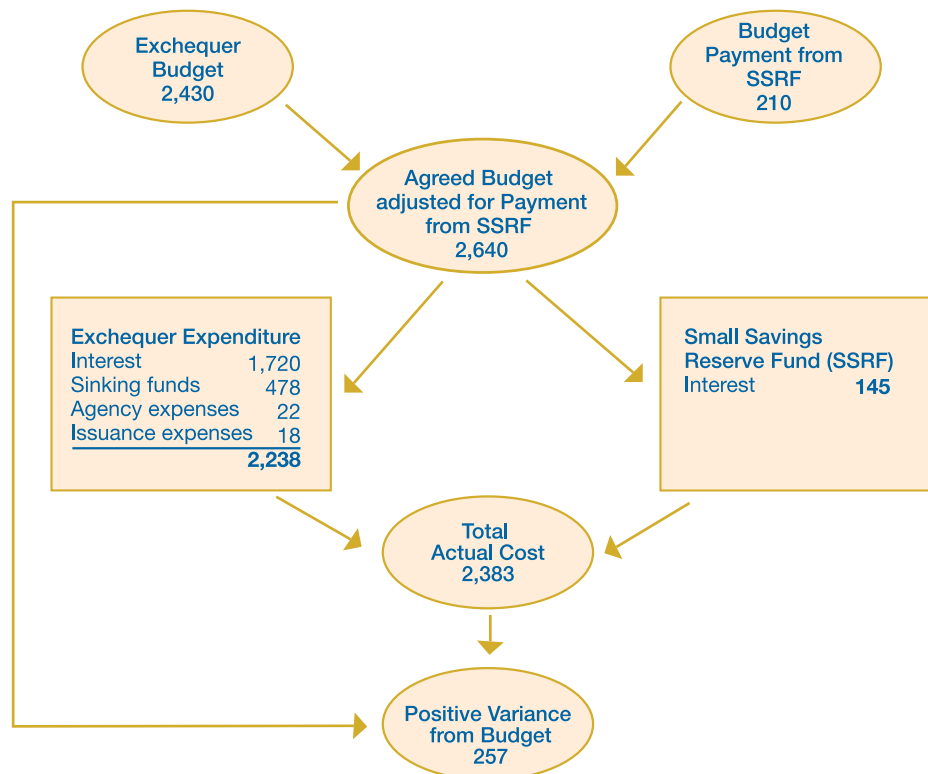 Exchequer
Budget
2,430
Budget
Payment from
SSRF
210
Agreed Budget
adjusted for Payment
from SSRF
2,640
Exchequer Expenditure
Interest 1,720
Sinking funds 478
Agency expenses 22
Issuance expenses 18
2,238
Small Savings
Reserve Fund (SSRF)
Interest 145
Total
Actual Cost
2,383
Positive Variance
from Budget
257